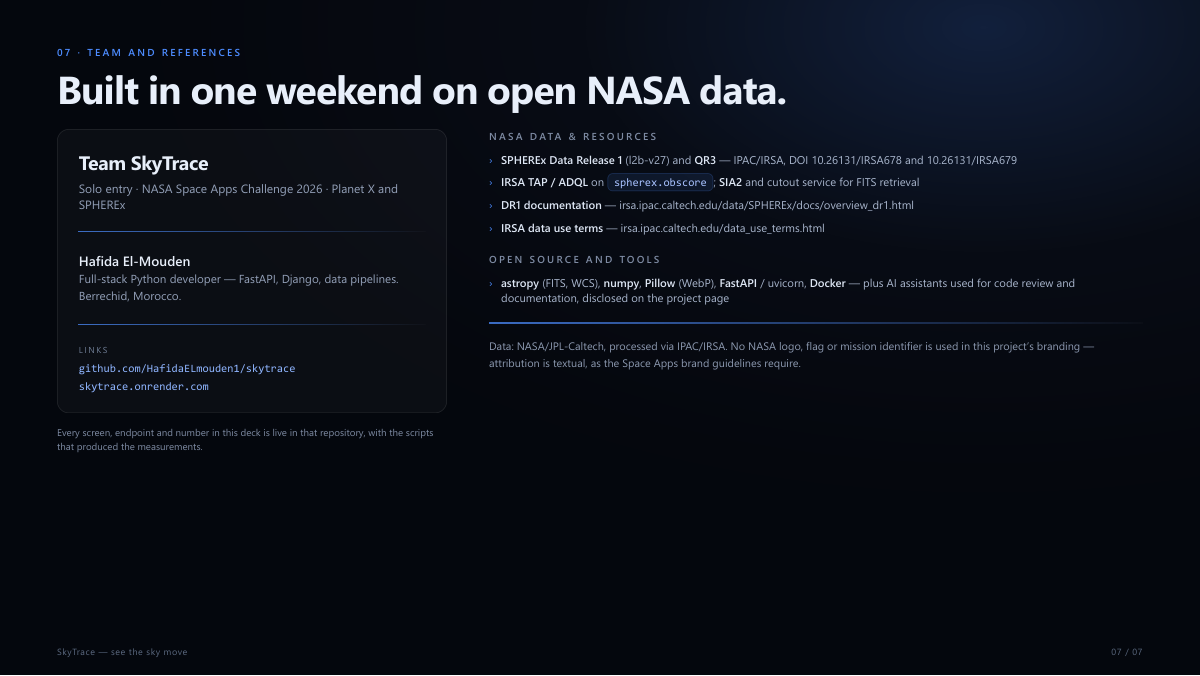 07 · TEAM AND REFERENCES
Built in one weekend on open NASA data.
Team SkyTrace
Solo entry · NASA Space Apps Challenge 2026 · Planet X and
SPHEREx
Hafida El-Mouden
Full-stack Python developer — FastAPI, Django, data pipelines.
Berrechid, Morocco.
LINKS
github.com/HafidaELmouden1/skytrace
skytrace.onrender.com
Every screen, endpoint and number in this deck is live in that repository, with the scripts
that produced the measurements.
NASA DATA & RESOURCES
› SPHEREx Data Release 1 (l2b-v27) and QR3 — IPAC/IRSA, DOI 10.26131/IRSA678 and 10.26131/IRSA679
› IRSA TAP / ADQL on spherex.obscore; SIA2 and cutout service for FITS retrieval
› DR1 documentation — irsa.ipac.caltech.edu/data/SPHEREx/docs/overview_dr1.html
› IRSA data use terms — irsa.ipac.caltech.edu/data_use_terms.html
OPEN SOURCE AND TOOLS
› astropy (FITS, WCS), numpy, Pillow (WebP), FastAPI / uvicorn, Docker — plus AI assistants used for code review and
documentation, disclosed on the project page
Data: NASA/JPL-Caltech, processed via IPAC/IRSA. No NASA logo, flag or mission identifier is used in this project's branding —
attribution is textual, as the Space Apps brand guidelines require.
SkyTrace — see the sky move
07 / 07